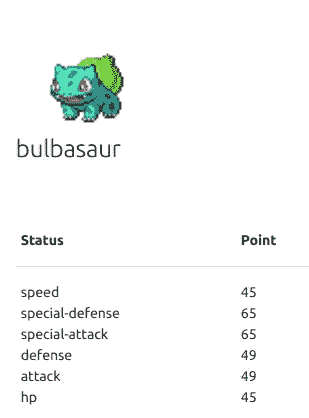 bulbasaur
Status Point
speed 45
special-defense 65
special-attack 65
defense 49
attack 49
hp 45